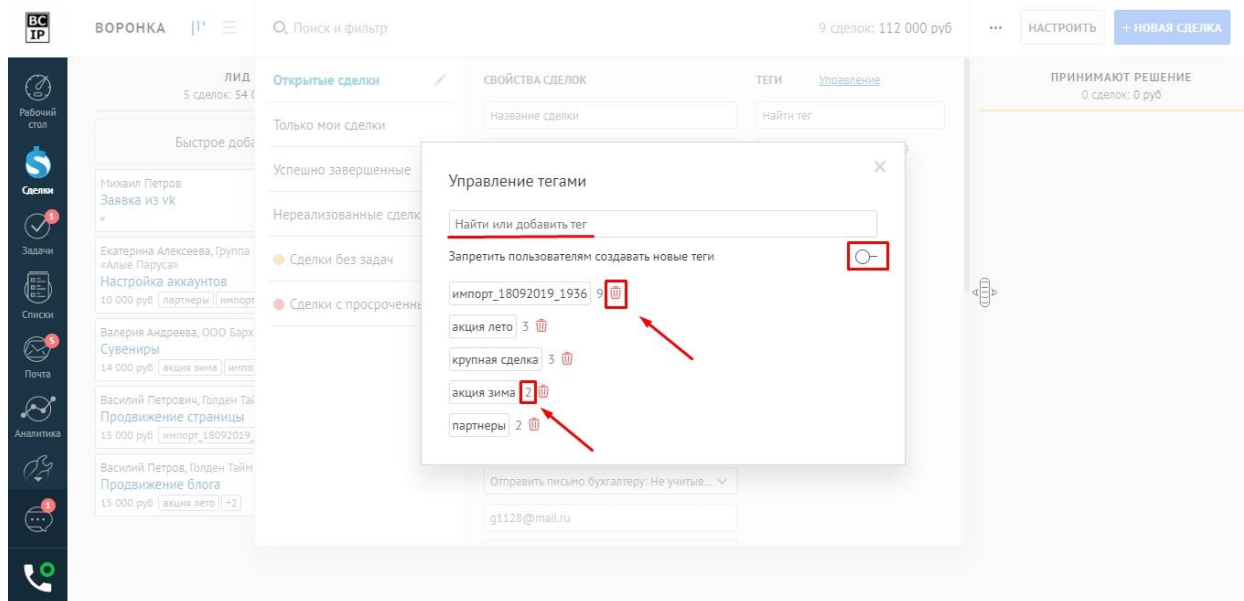 BC
IP
ВОРОНКА
Поиск и фильтр
9 сделок: 112 000 руб
НАСТРОИТЬ
+ НОВАЯ СДЕЛКА
Рабочий
стол
Сделки
1
Задачи
Списки
5
Почта
Аналитика
1
ЛИД
5 сделок: 54
Быстрое доба
Михаил Петров
Заявка из vk
Екатерина Алексеева, Группа
«Алые Паруса»
Настройка аккаунтов
10 000 руб партнеры импорт
Валерия Андреева, ООО Барх
Сувениры
14 000 руб акция зима импо
Василий Петрович, Голден Тай
Продвижение страницы
15 000 руб импорт_18092019_
Василий Петров, Голден Тайм
Продвижение блога
15 000 руб акция лето +2
Открытые сделки
Только мои сделки
Успешно завершенные
Нереализованные сделк
Сделки без задач
Сделки с просроченны
СВОЙСТВА СДЕЛОК
Название сделки
ТЕГИ Управление
Найти тег
ПРИНИМАЮТ РЕШЕНИЕ
0 сделок: 0 руб
Управление тегами
Найти или добавить тег
Запретить пользователям создавать новые теги
импорт_18092019_1936 9
акция лето 3
крупная сделка 3
акция зима 2
партнеры 2
Отправить письмо бухгалтеру: Не учитыв...
g1128@mail.ru